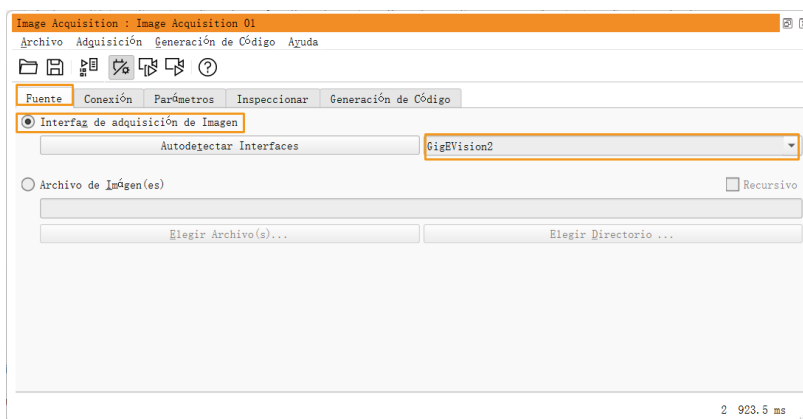 Image Acquisition : Image Acquisition 01
Archivo Adquisición Generación de Código Ayuda
Fuente Conexión Parámetros Inspeccionar Generación de Código
Interfaz de adquisición de Imagen
Autodetectar Interfaces GigEVision2
Archivo de Imágen(es) Recursivo
Elegir Archivo(s)... Elegir Directorio ...
2 923.5 ms